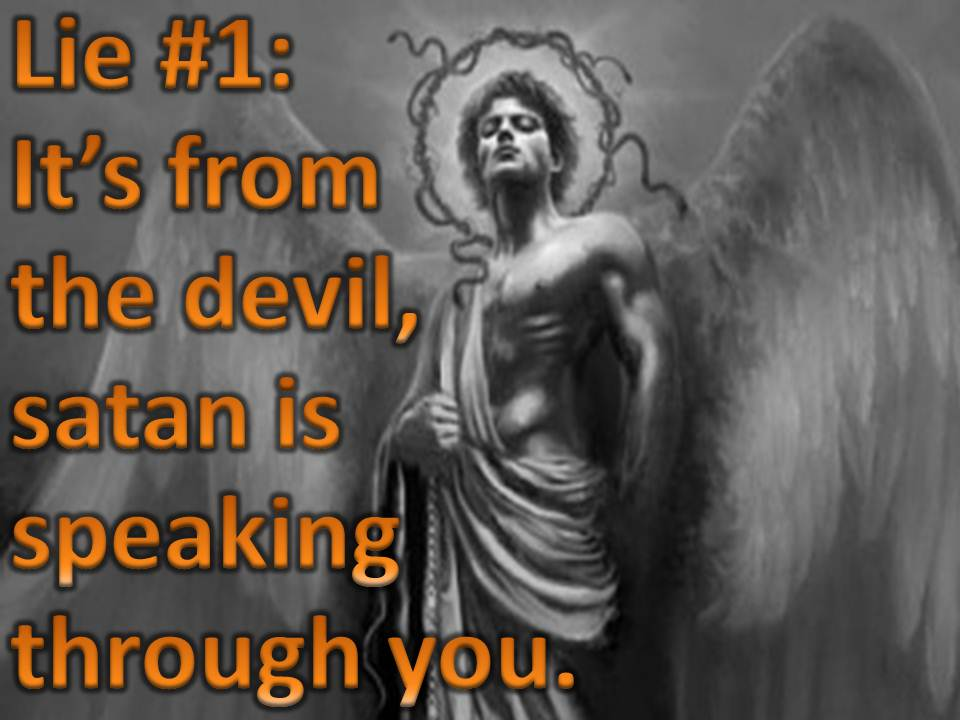 Lie #1:
It’s from
the devil,
satan is
speaking
through you.